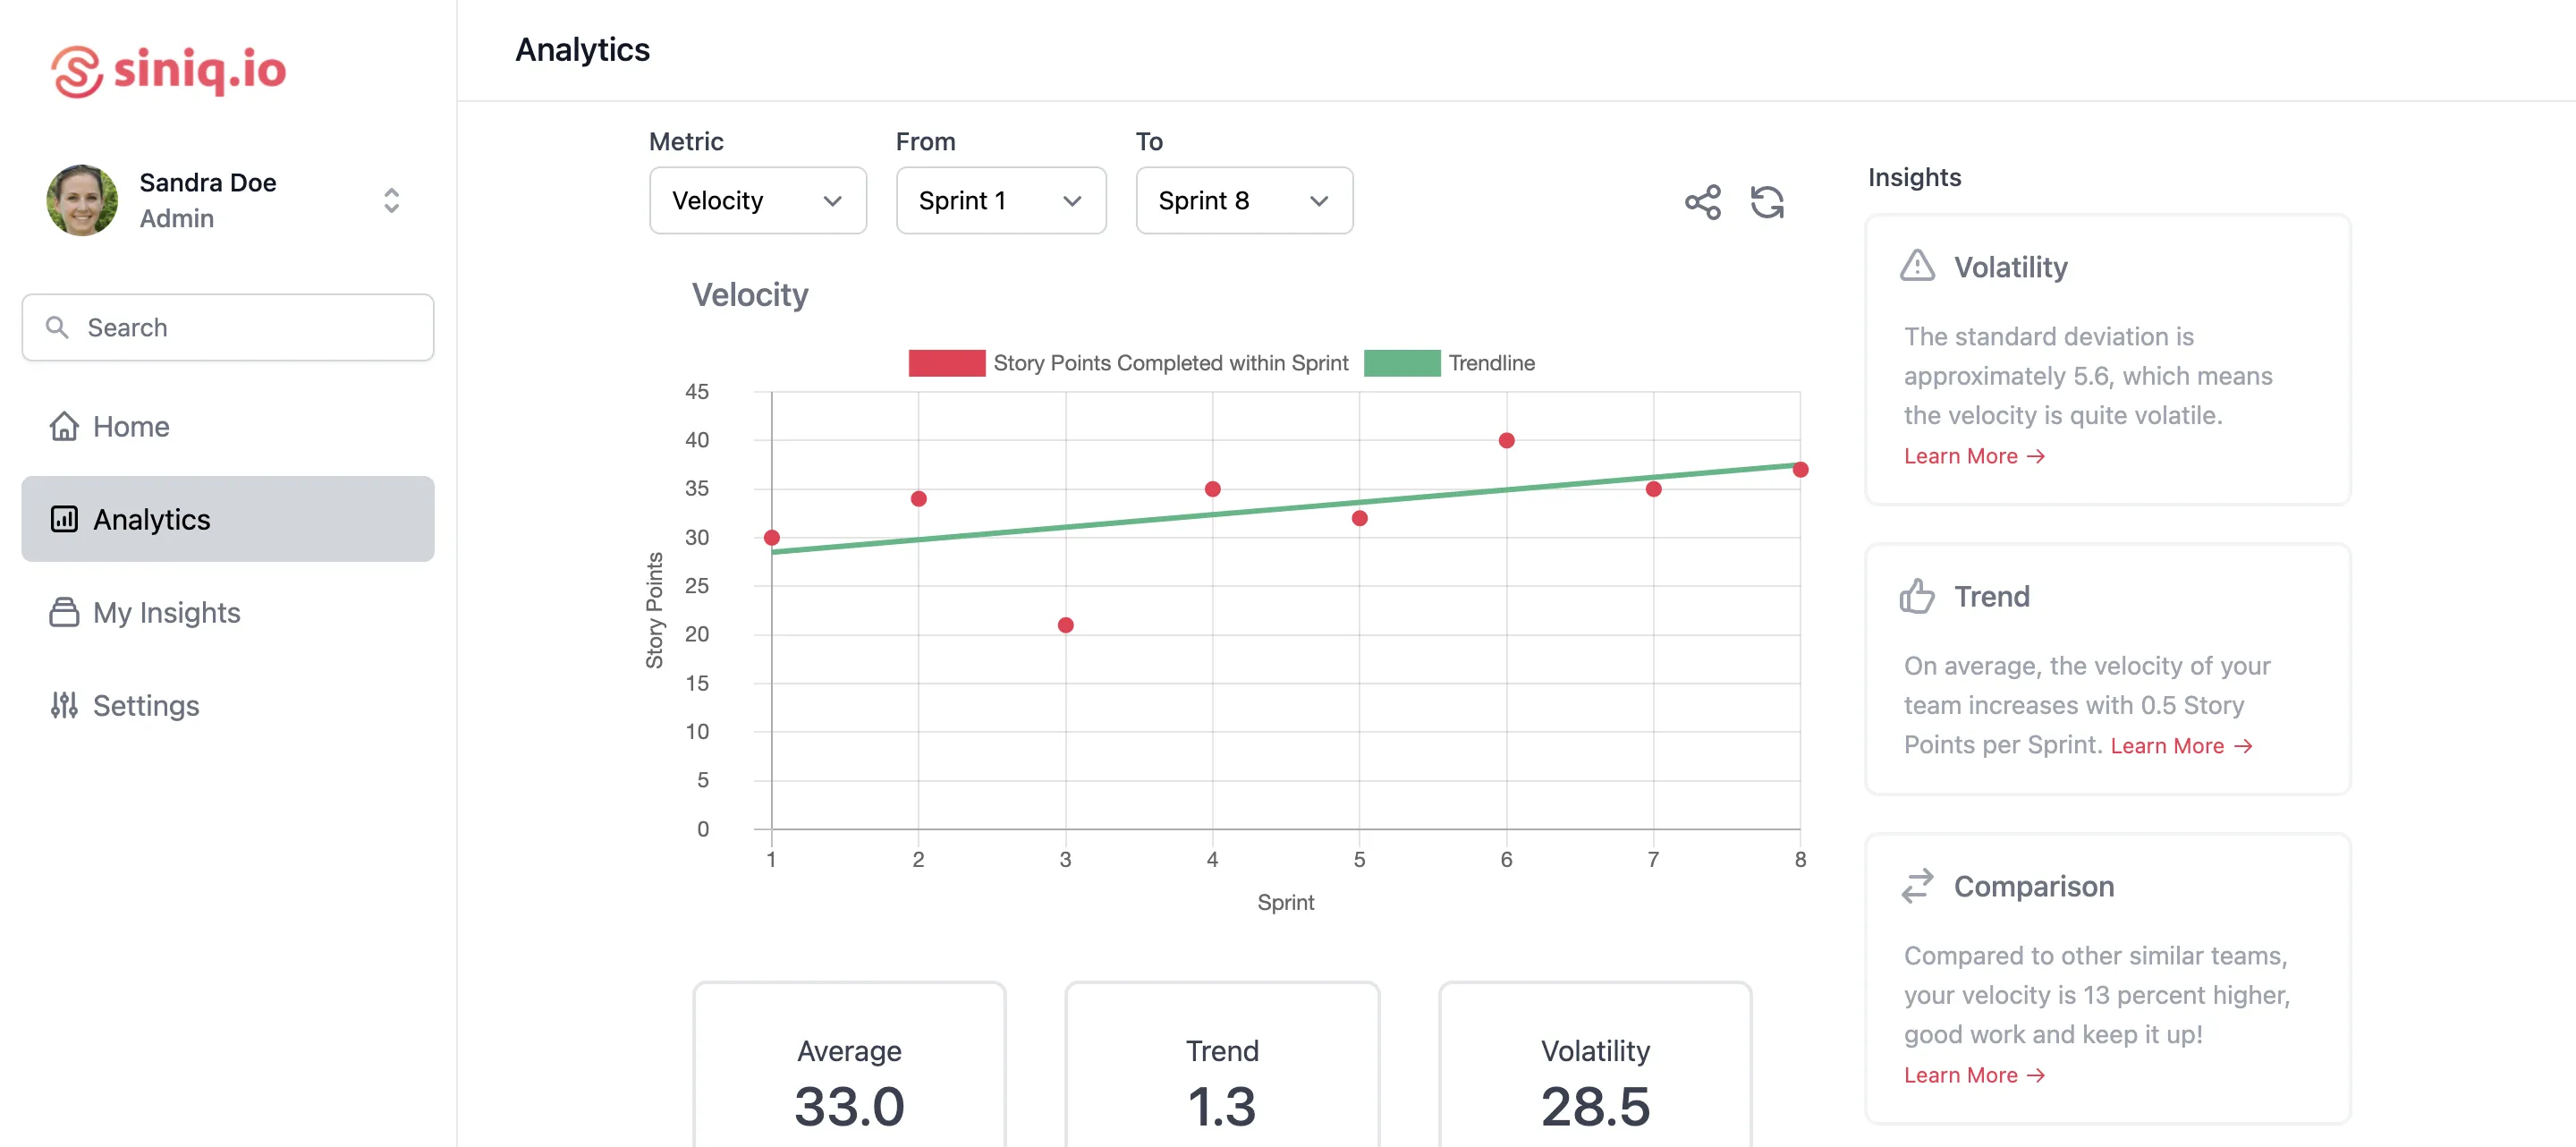 siniq.io
Sandra Doe
Admin
Search
Home
Analytics
My Insights
Settings
Analytics
Metric
From
To
Velocity
Sprint 1
Sprint 8
Velocity
Story Points Completed within Sprint
Trendline
45
40
35
30
25
20
15
10
5
0
Story Points
1
2
3
4
5
6
7
8
Sprint
Average
33.0
Trend
1.3
Volatility
28.5
Insights
Volatility
The standard deviation is
approximately 5.6, which means
the velocity is quite volatile.
Learn More →
Trend
On average, the velocity of your
team increases with 0.5 Story
Points per Sprint. Learn More →
Comparison
Compared to other similar teams,
your velocity is 13 percent higher,
good work and keep it up!
Learn More →